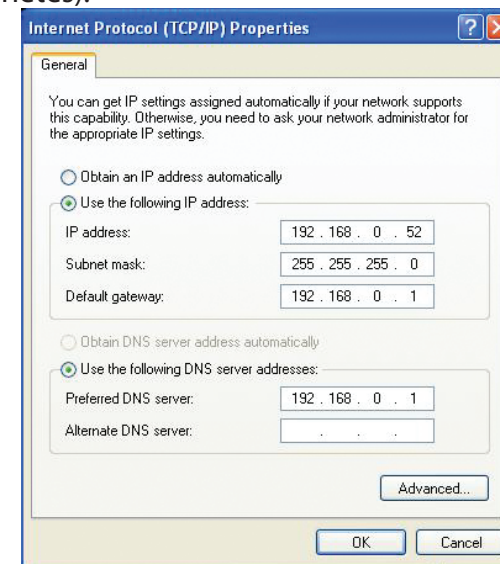 Internet Protocol (TCP/IP) Properties
General
You can get IP settings assigned automatically if your network supports
this capability. Otherwise, you need to ask your network administrator for
the appropriate IP settings.
Obtain an IP address automatically
Use the following IP address:
IP address: 192 . 168 . 0 . 52
Subnet mask: 255 . 255 . 255 . 0
Default gateway: 192 . 168 . 0 . 1
Obtain DNS server address automatically
Use the following DNS server addresses:
Preferred DNS server: 192 . 168 . 0 . 1
Alternate DNS server: . . .
Advanced...
OK Cancel